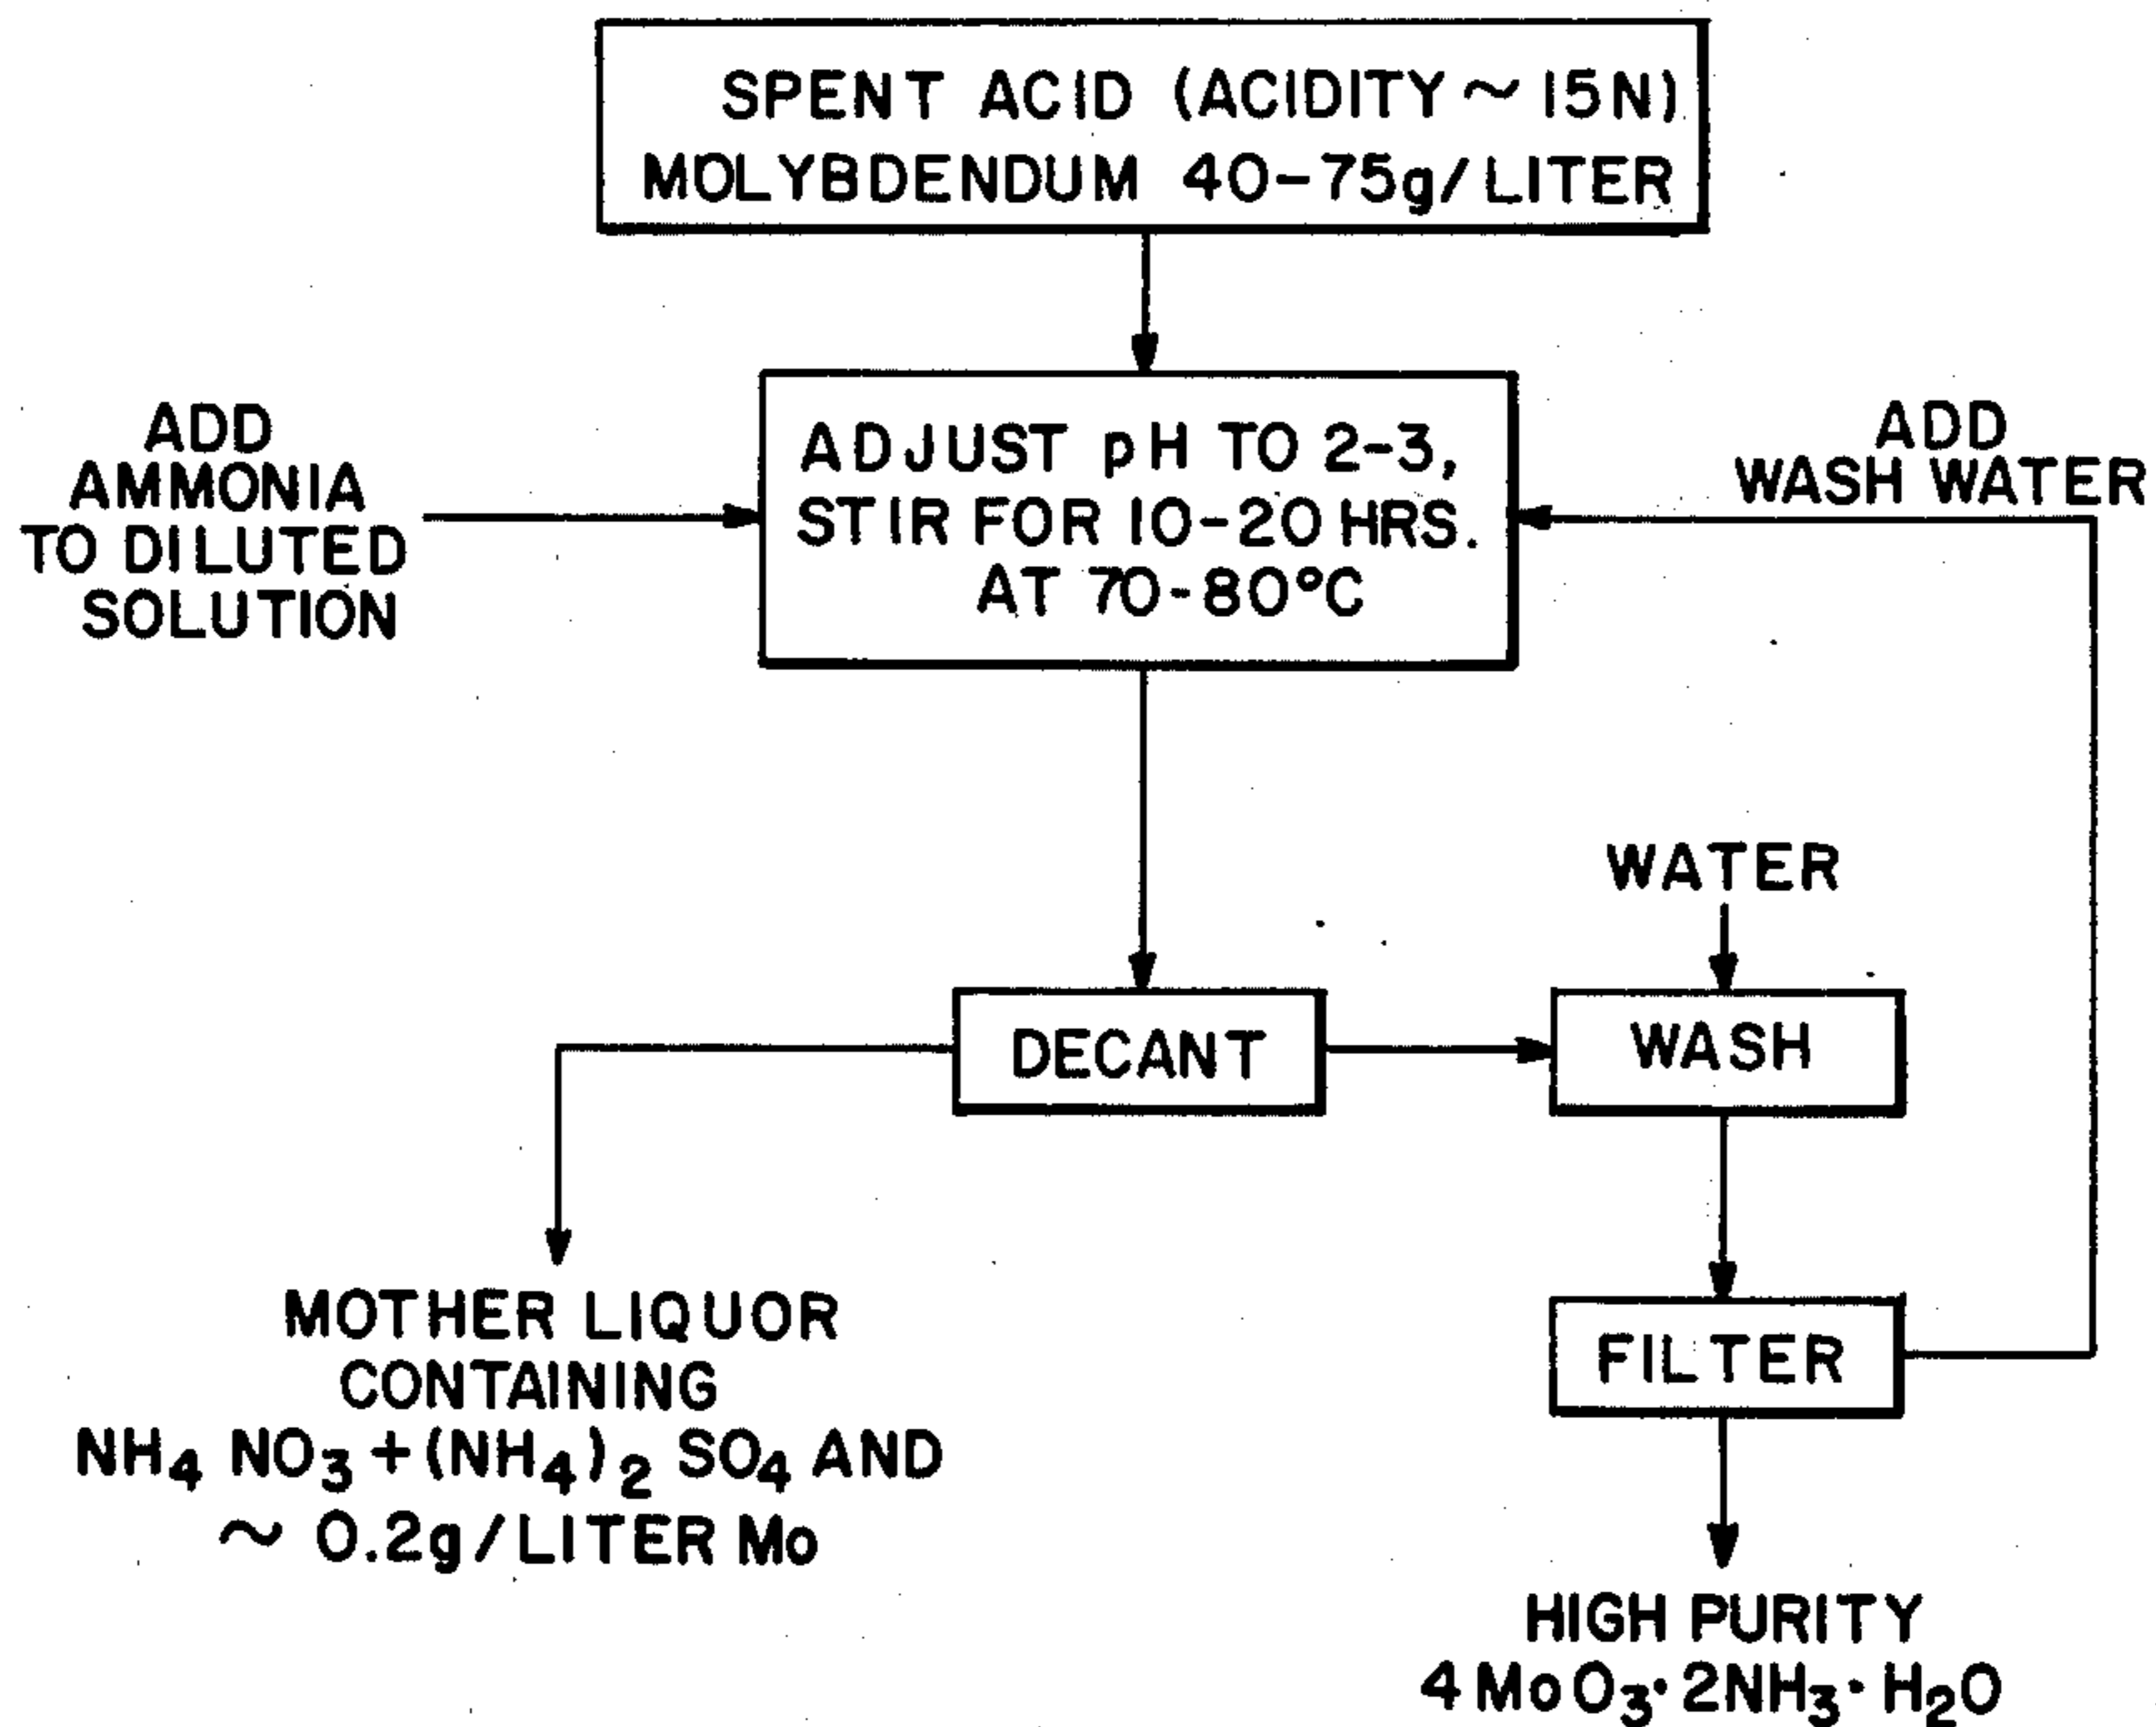 SPENT ACID (ACIDITY ~ 15N)
MOLYBDENDUM 40-75g/LITER
ADD
AMMONIA
TO DILUTED
SOLUTION
ADJUST pH TO 2-3,
STIR FOR 10-20 HRS.
AT 70-80°C
ADD
WASH WATER
WATER
DECANT
WASH
MOTHER LIQUOR
CONTAINING
NH4 NO3 + (NH4)2 SO4 AND
~ 0.2g/LITER Mo
FILTER
HIGH PURITY
4 MoO3 · 2NH3 · H2O